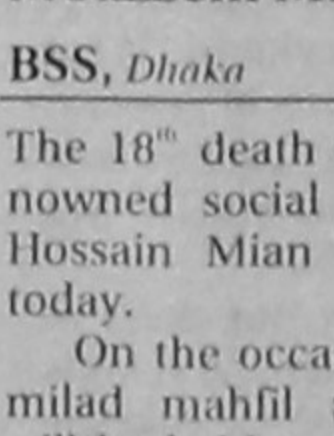 BSS, Dhaka
The 18th death
nowned social
Hossain Mian
today.
On the occa
milad mahfil